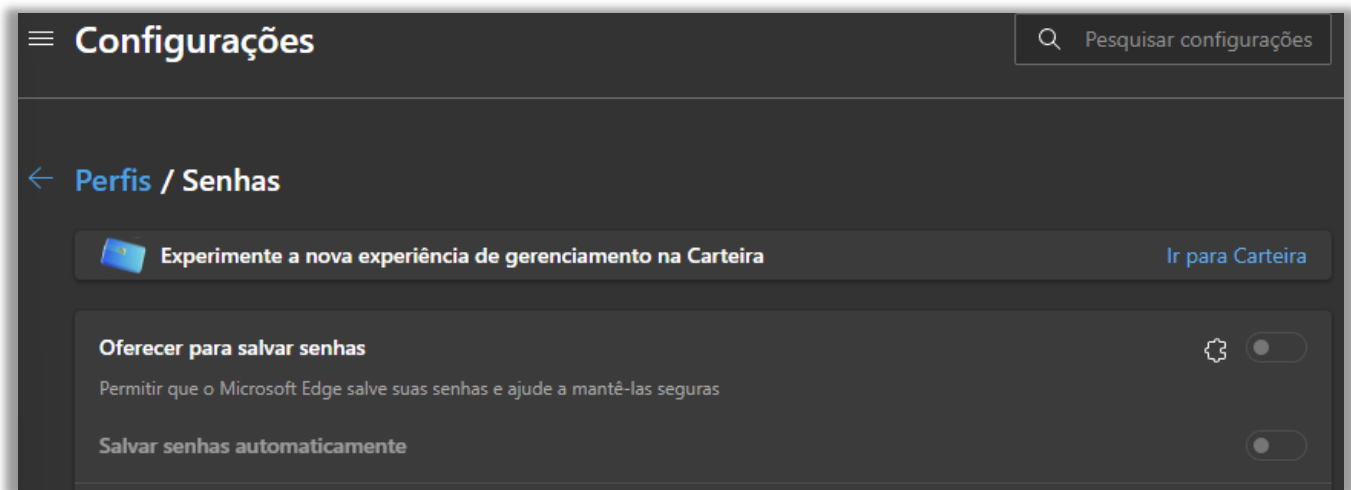 Configurações
Pesquisar configurações
Perfis / Senhas
Experimente a nova experiência de gerenciamento na Carteira
Ir para Carteira
Oferecer para salvar senhas
Permitir que o Microsoft Edge salve suas senhas e ajude a mantê-las seguras
Salvar senhas automaticamente